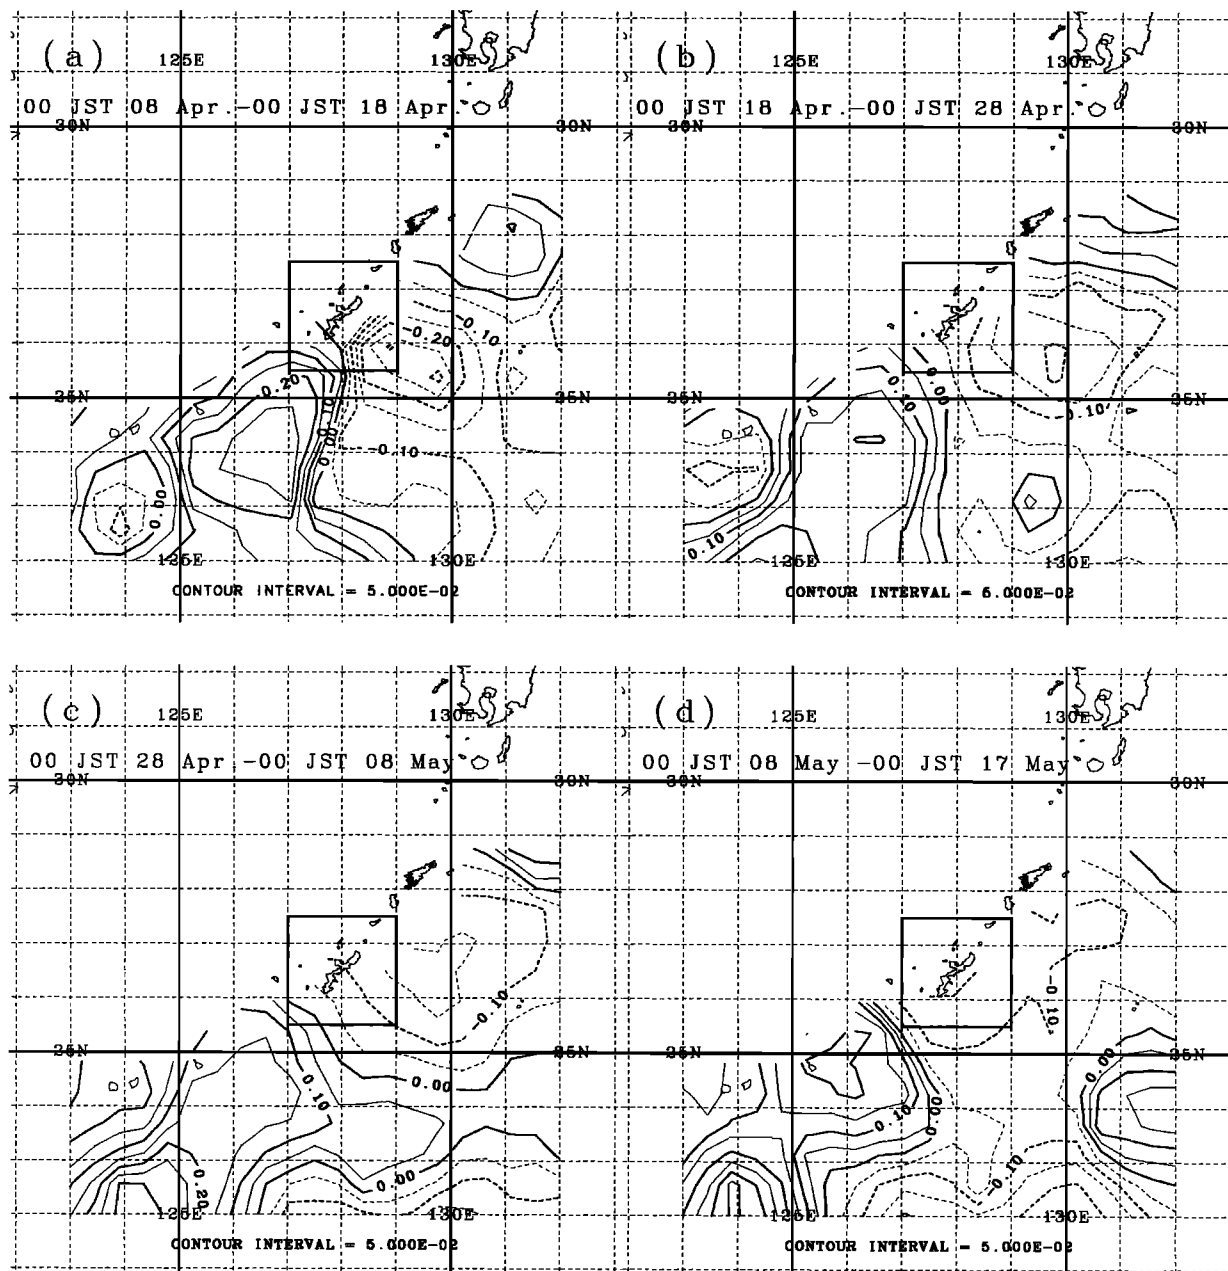 (a)
125E
130E
00 JST 08 Apr.-00 JST 18 Apr.
30N
-0.10
-0.20
0.20
25N
0.10
0.00
-0.10
0.00
125E
130E
CONTOUR INTERVAL = 5.000E-02
(b)
125E
130E
00 JST 18 Apr.-00 JST 28 Apr.
30N
30N
0.00
0.10
25N
25N
0.10
0.10
125E
130E
CONTOUR INTERVAL = 5.000E-02
(c)
125E
130E
00 JST 28 Apr.-00 JST 08 May
30N
-0.10
25N
0.00
0.10
0.00
0.20
125E
130E
CONTOUR INTERVAL = 5.000E-02
(d)
125E
130E
00 JST 08 May -00 JST 17 May
30N
30N
-0.10
25N
25N
0.00
0.10
0.00
-0.10
125E
130E
CONTOUR INTERVAL = 5.000E-02